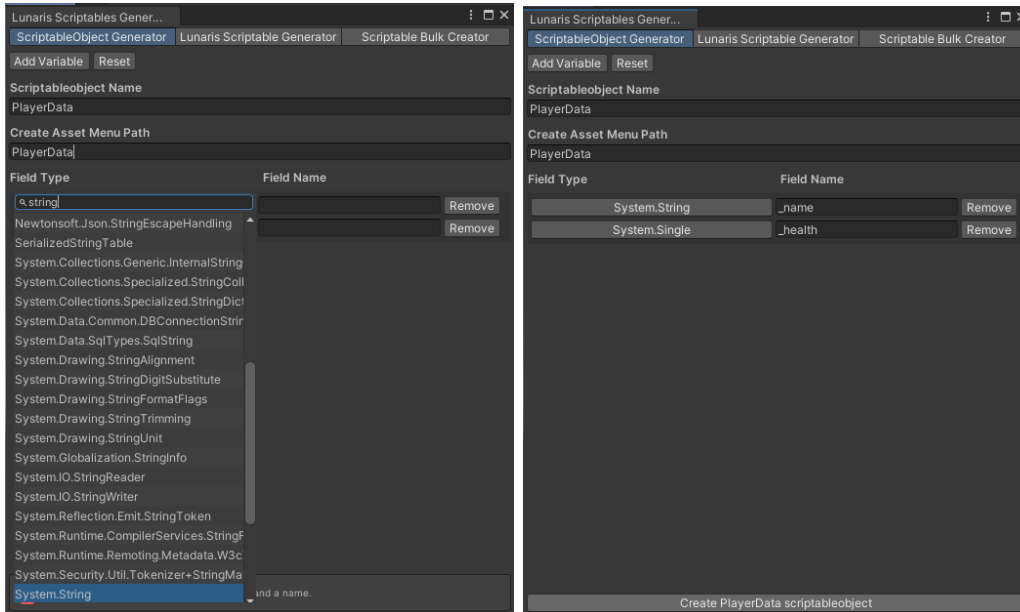 Lunaris Scriptables Gener...
ScriptableObject Generator Lunaris Scriptable Generator Scriptable Bulk Creator
Add Variable Reset
Scriptableobject Name
PlayerData
Create Asset Menu Path
PlayerData
Field Type Field Name
string
Remove
Newtonsoft.Json.StringEscapeHandling
Remove
SerializedStringTable
System.Collections.Generic.InternalString
System.Collections.Specialized.StringColl
System.Collections.Specialized.StringDict
System.Data.Common.DBConnectionStrin
System.Data.SqlTypes.SqlString
System.Drawing.StringAlignment
System.Drawing.StringDigitSubstitute
System.Drawing.StringFormatFlags
System.Drawing.StringTrimming
System.Drawing.StringUnit
System.Globalization.StringInfo
System.IO.StringReader
System.IO.StringWriter
System.Reflection.Emit.StringToken
System.Runtime.CompilerServices.StringF
System.Runtime.Remoting.Metadata.W3c
System.Security.Util.Tokenizer+StringMa
System.String
and a name.
Lunaris Scriptables Gener...
ScriptableObject Generator Lunaris Scriptable Generator Scriptable Bulk Creator
Add Variable Reset
Scriptableobject Name
PlayerData
Create Asset Menu Path
PlayerData
Field Type Field Name
System.String _name Remove
System.Single _health Remove
Create PlayerData scriptableobject